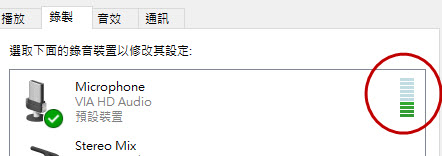 播放 錄製 音效 通訊
選取下面的錄音裝置以修改其設定:
Microphone
VIA HD Audio
預設裝置
Stereo Mix